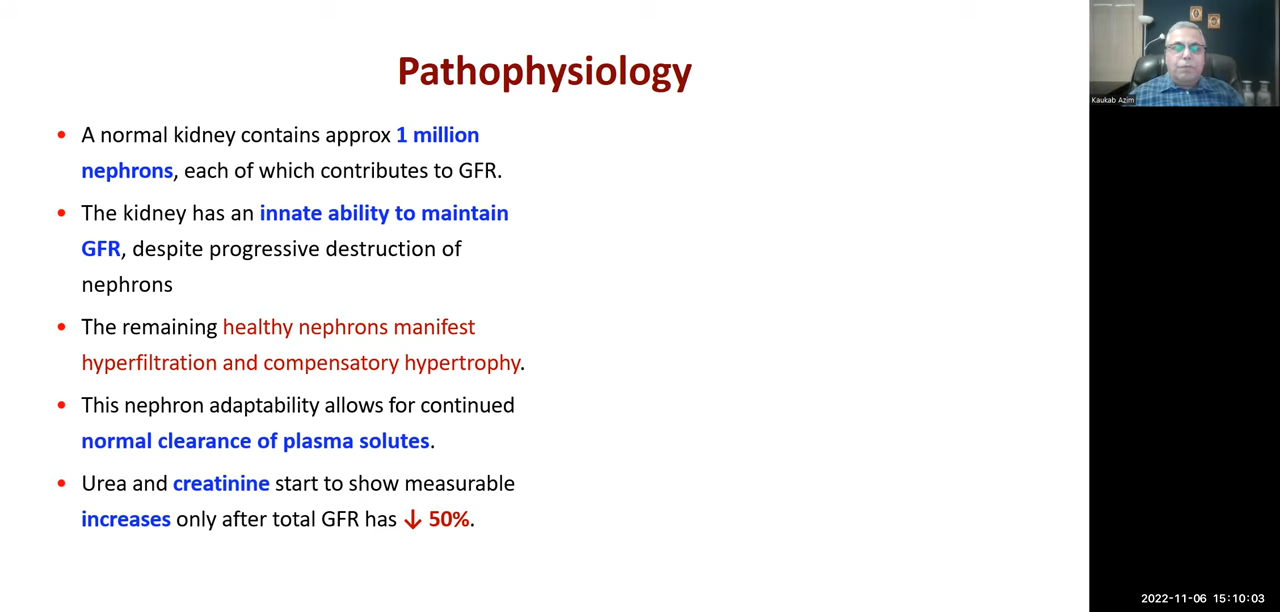 Pathophysiology
• A normal kidney contains approx 1 million
nephrons, each of which contributes to GFR.
• The kidney has an innate ability to maintain
GFR, despite progressive destruction of
nephrons
• The remaining healthy nephrons manifest
hyperfiltration and compensatory hypertrophy.
• This nephron adaptability allows for continued
normal clearance of plasma solutes.
• Urea and creatinine start to show measurable
increases only after total GFR has ↓ 50%.
Kaukab Azim
2022-11-06 15:10:03